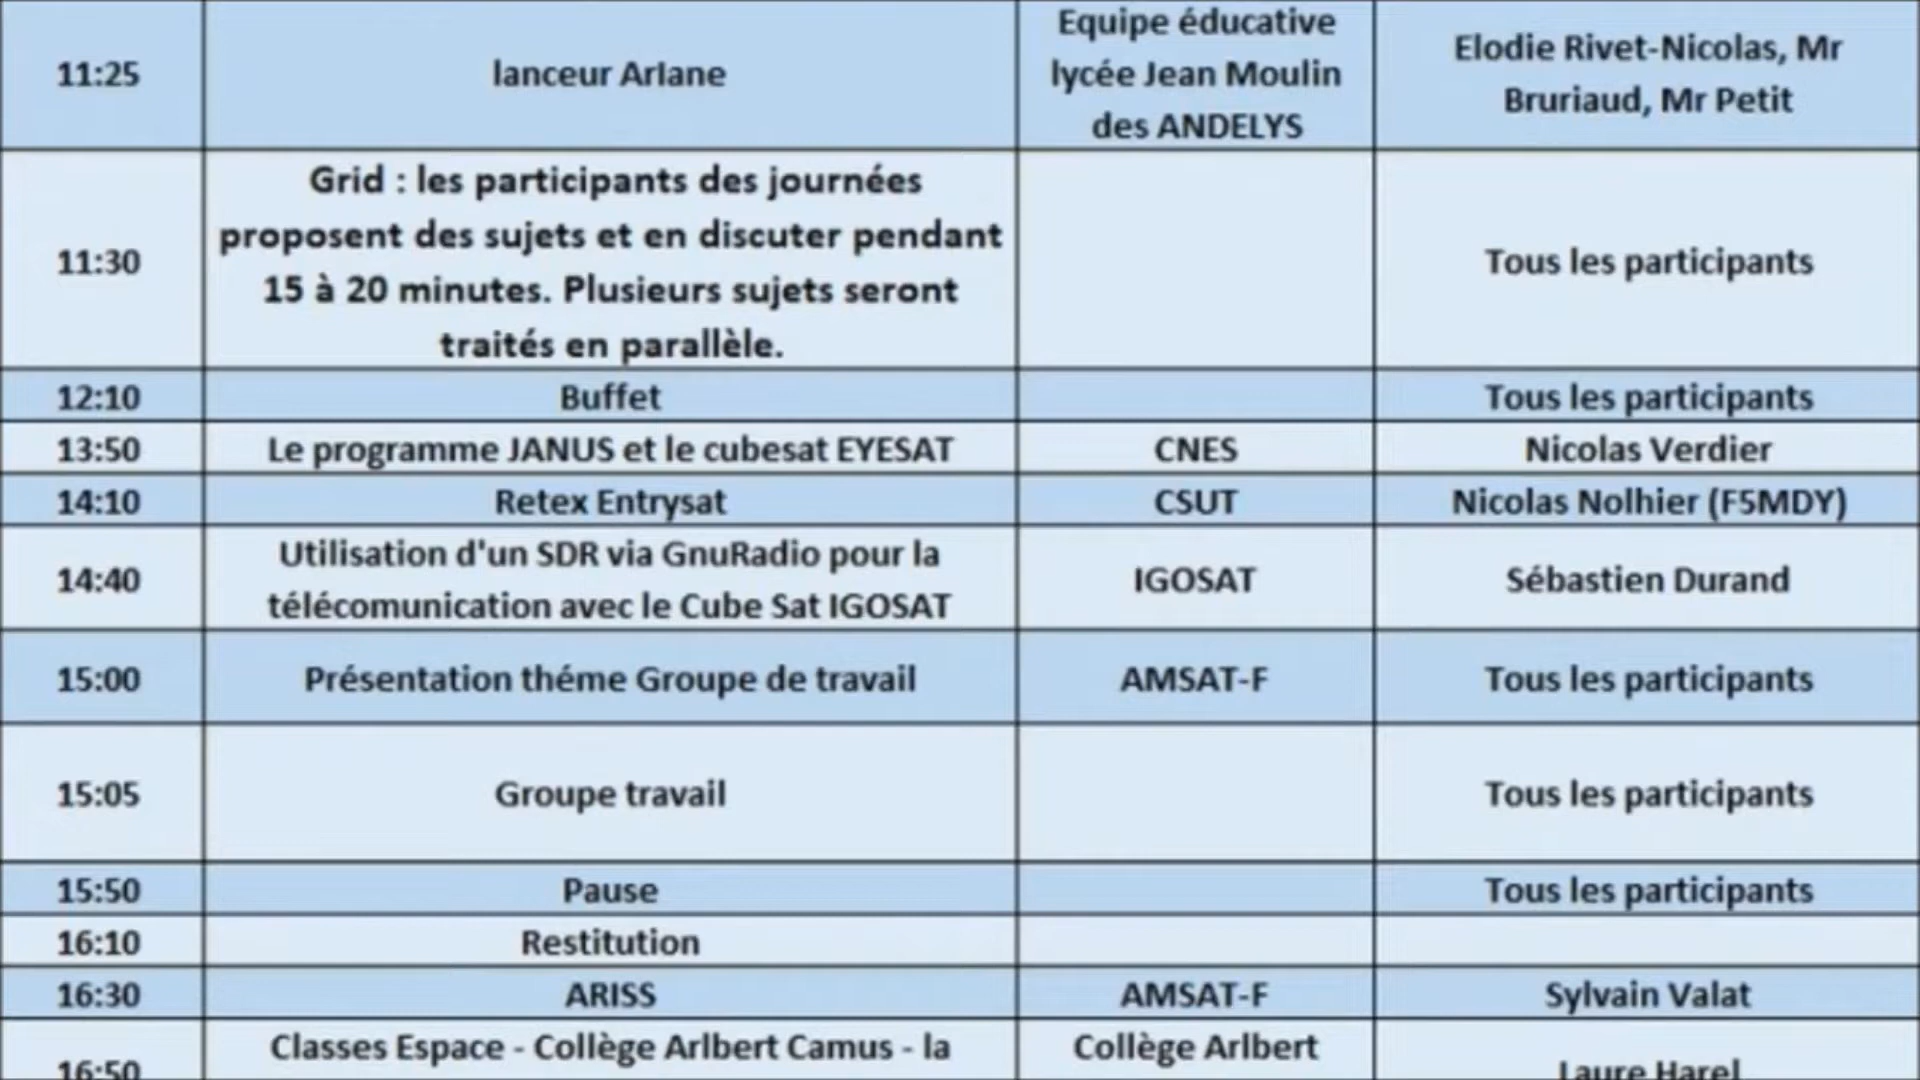 11:25
lanceur ArIane
Equipe éducative
lycée Jean Moulin
des ANDELYS
Elodie Rivet-Nicolas, Mr
Bruriaud, Mr Petit
11:30
Grid : les participants des journées
proposent des sujets et en discuter pendant
15 à 20 minutes. Plusieurs sujets seront
traités en parallèle.
Tous les participants
12:10
Buffet
Tous les participants
13:50
Le programme JANUS et le cubesat EYESAT
CNES
Nicolas Verdier
14:10
Retex Entrysat
CSUT
Nicolas Nolhier (F5MDY)
14:40
Utilisation d'un SDR via GnuRadio pour la
télécomunication avec le Cube Sat IGOSAT
IGOSAT
Sébastien Durand
15:00
Présentation théme Groupe de travail
AMSAT-F
Tous les participants
15:05
Groupe travail
Tous les participants
15:50
Pause
Tous les participants
16:10
Restitution
16:30
ARISS
AMSAT-F
Sylvain Valat
16:50
Classes Espace - Collège Arlbert Camus - la
Collège Arlbert
Laure Harel